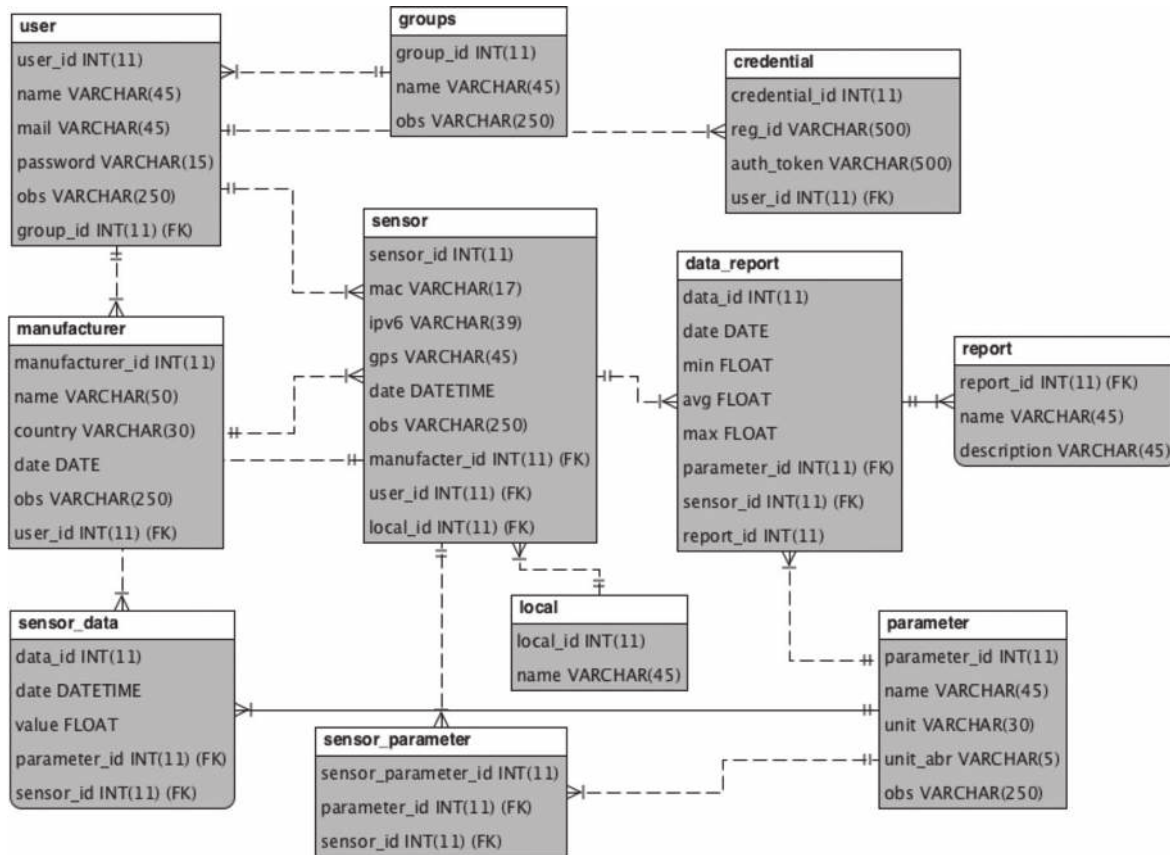 user
user_id INT(11)
name VARCHAR(45)
mail VARCHAR(45)
password VARCHAR(15)
obs VARCHAR(250)
group_id INT(11) (FK)
groups
group_id INT(11)
name VARCHAR(45)
obs VARCHAR(250)
credential
credential_id INT(11)
reg_id VARCHAR(500)
auth_token VARCHAR(500)
user_id INT(11) (FK)
sensor
sensor_id INT(11)
mac VARCHAR(17)
ipv6 VARCHAR(39)
gps VARCHAR(45)
date DATETIME
obs VARCHAR(250)
manufacter_id INT(11) (FK)
user_id INT(11) (FK)
local_id INT(11) (FK)
data_report
data_id INT(11)
date DATE
min FLOAT
avg FLOAT
max FLOAT
parameter_id INT(11) (FK)
sensor_id INT(11) (FK)
report_id INT(11)
report
report_id INT(11) (FK)
name VARCHAR(45)
description VARCHAR(45)
manufacturer
manufacturer_id INT(11)
name VARCHAR(50)
country VARCHAR(30)
date DATE
obs VARCHAR(250)
user_id INT(11) (FK)
local
local_id INT(11)
name VARCHAR(45)
sensor_data
data_id INT(11)
date DATETIME
value FLOAT
parameter_id INT(11) (FK)
sensor_id INT(11) (FK)
sensor_parameter
sensor_parameter_id INT(11)
parameter_id INT(11) (FK)
sensor_id INT(11) (FK)
parameter
parameter_id INT(11)
name VARCHAR(45)
unit VARCHAR(30)
unit_abr VARCHAR(5)
obs VARCHAR(250)